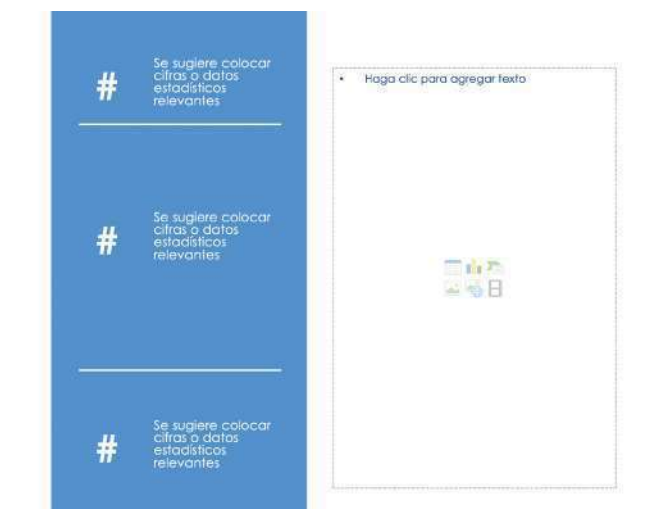 #
Se sugiere colocar
cifras o datos
estadísticos
relevantes
#
Se sugiere colocar
cifras o datos
estadísticos
relevantes
#
Se sugiere colocar
cifras o datos
estadísticos
relevantes
• Haga clic para agregar texto